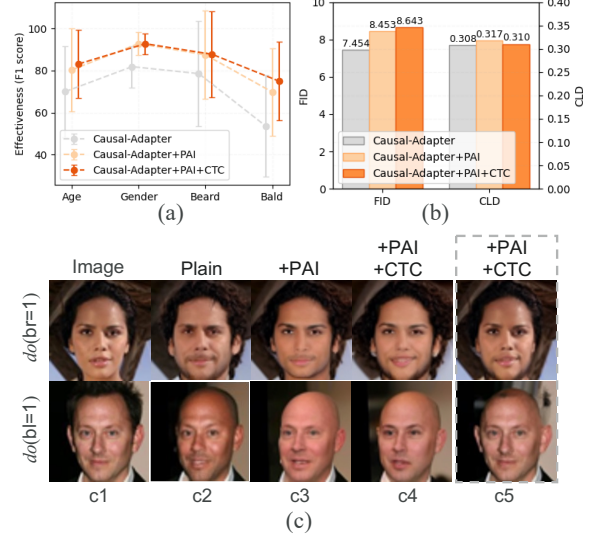 Effectiveness (F1 score)
100
80
60
40
Causal-Adapter
Causal-Adapter+PAI
Causal-Adapter+PAI+CTC
Age Gender Beard Bald
(a)
FID
10
8
6
4
2
0
7.454 8.453 8.643
0.308 0.317 0.310
Causal-Adapter
Causal-Adapter+PAI
Causal-Adapter+PAI+CTC
FID CLD
0.40
0.35
0.30
0.25
0.20
0.15
0.10
0.05
0.00
CLD
(b)
Image Plain +PAI +PAI +PAI
+CTC +CTC
do(br=1)
do(bl=1)
c1 c2 c3 c4 c5
(c)